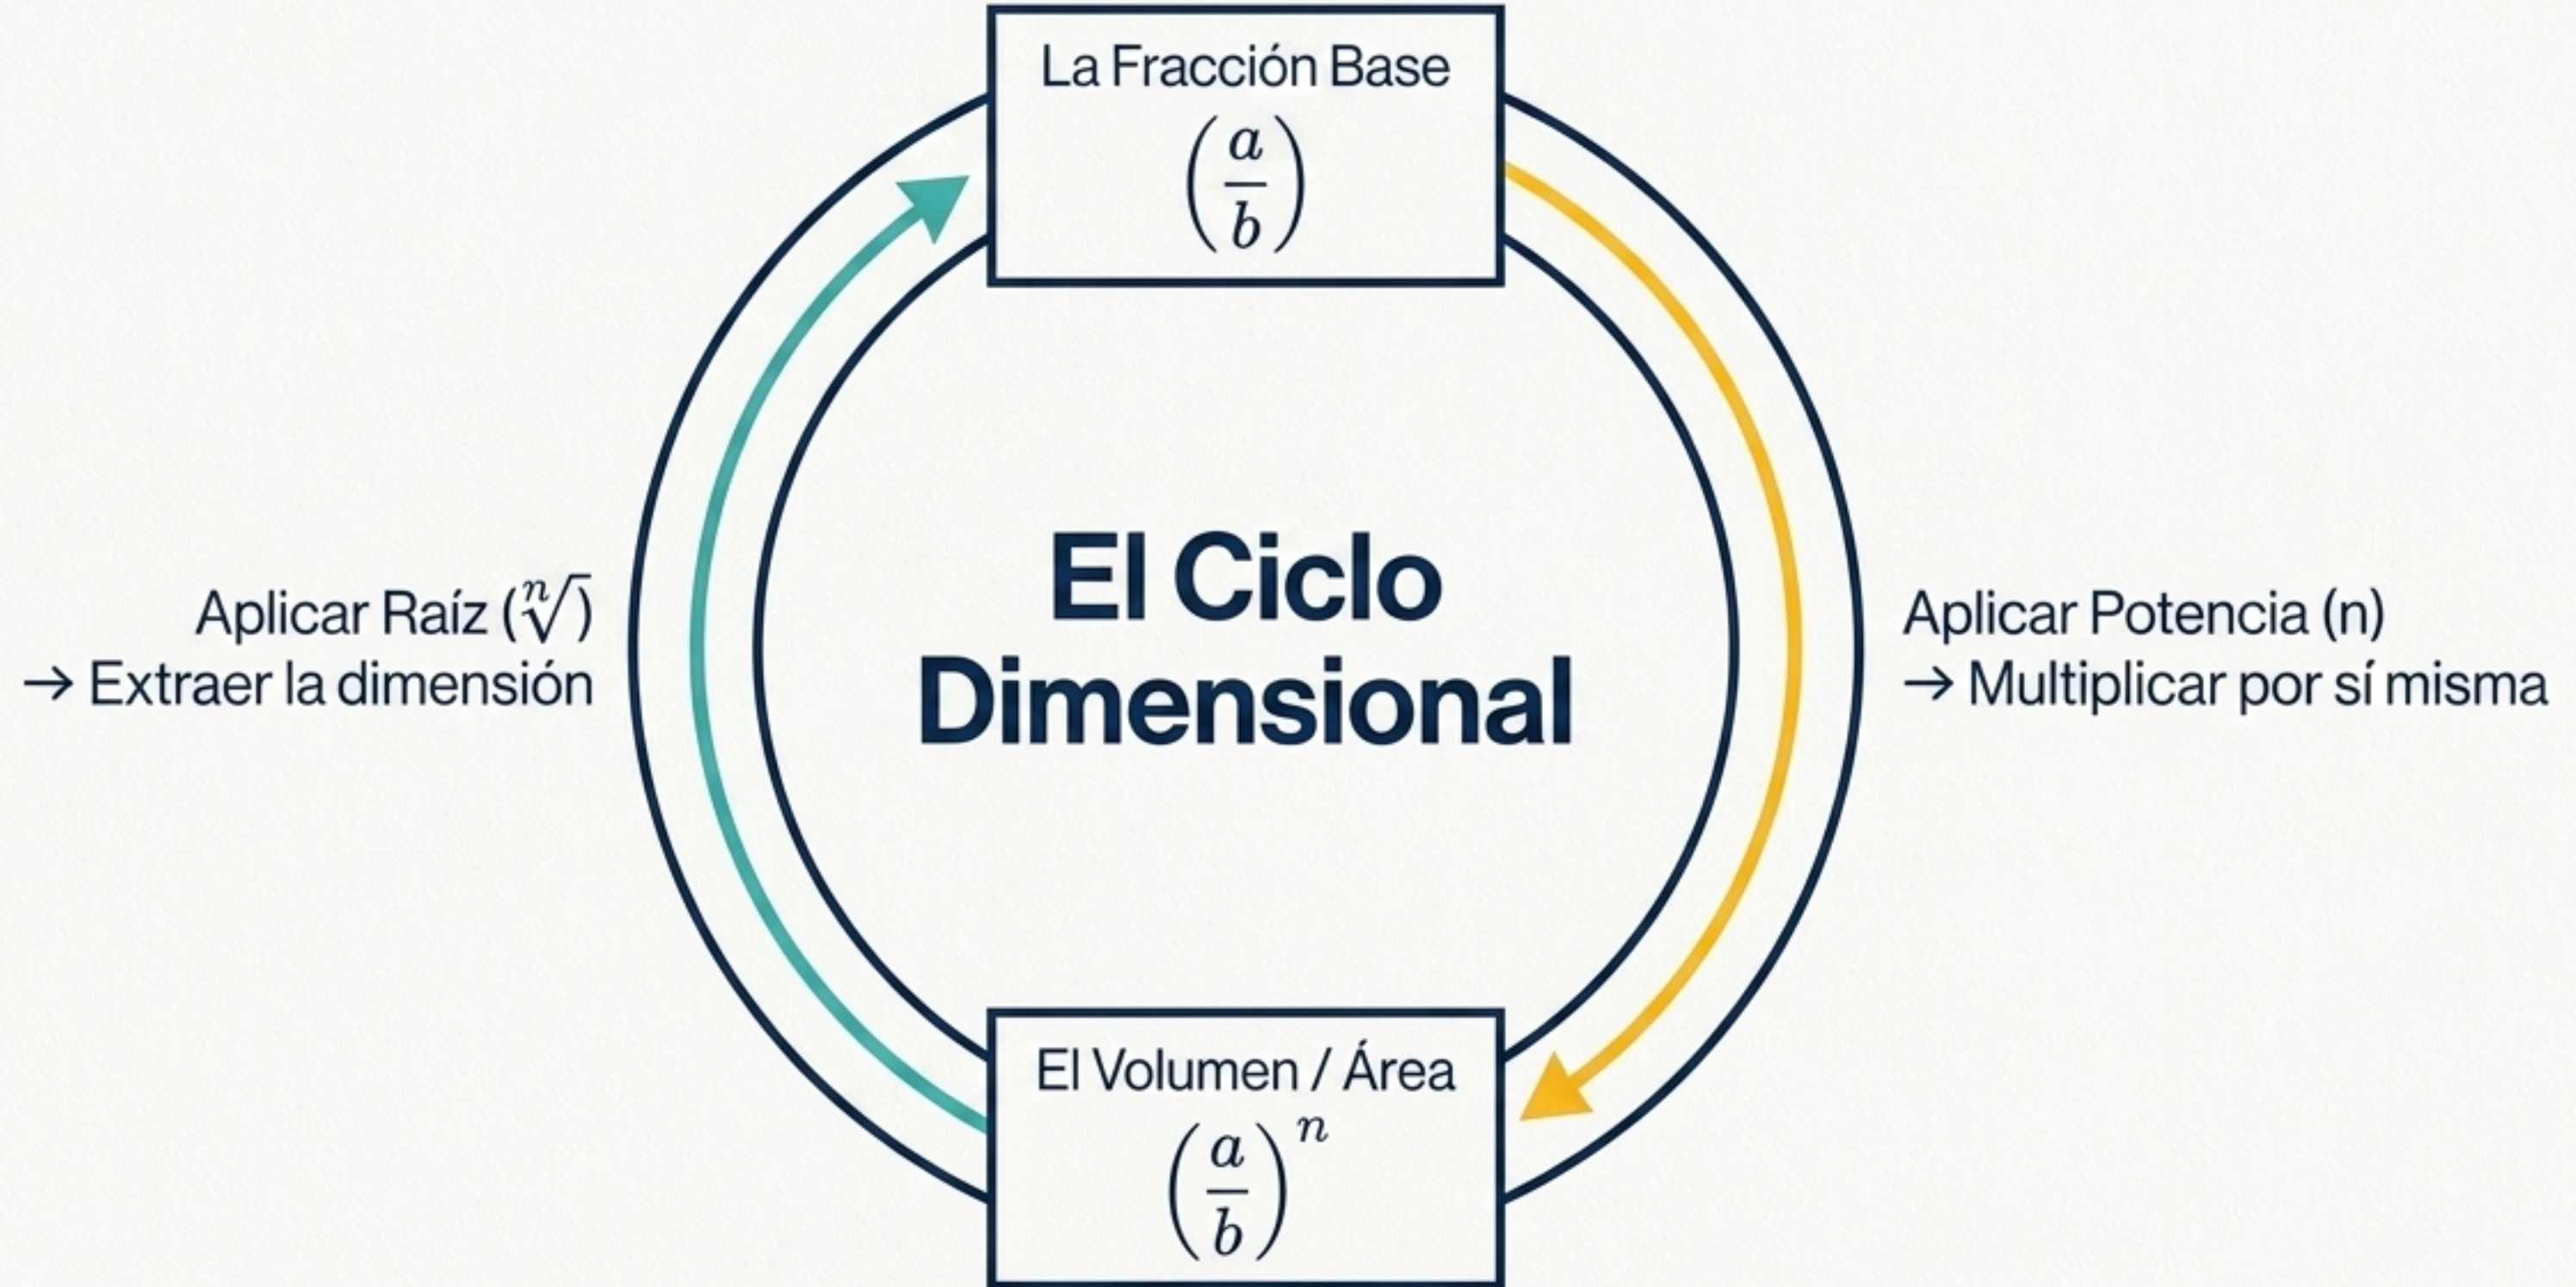 La Fracción Base
(a/b)
El Ciclo
Dimensional
Aplicar Raíz (ⁿ√)
→ Extraer la dimensión
Aplicar Potencia (n)
→ Multiplicar por sí misma
El Volumen / Área
(a/b)ⁿ